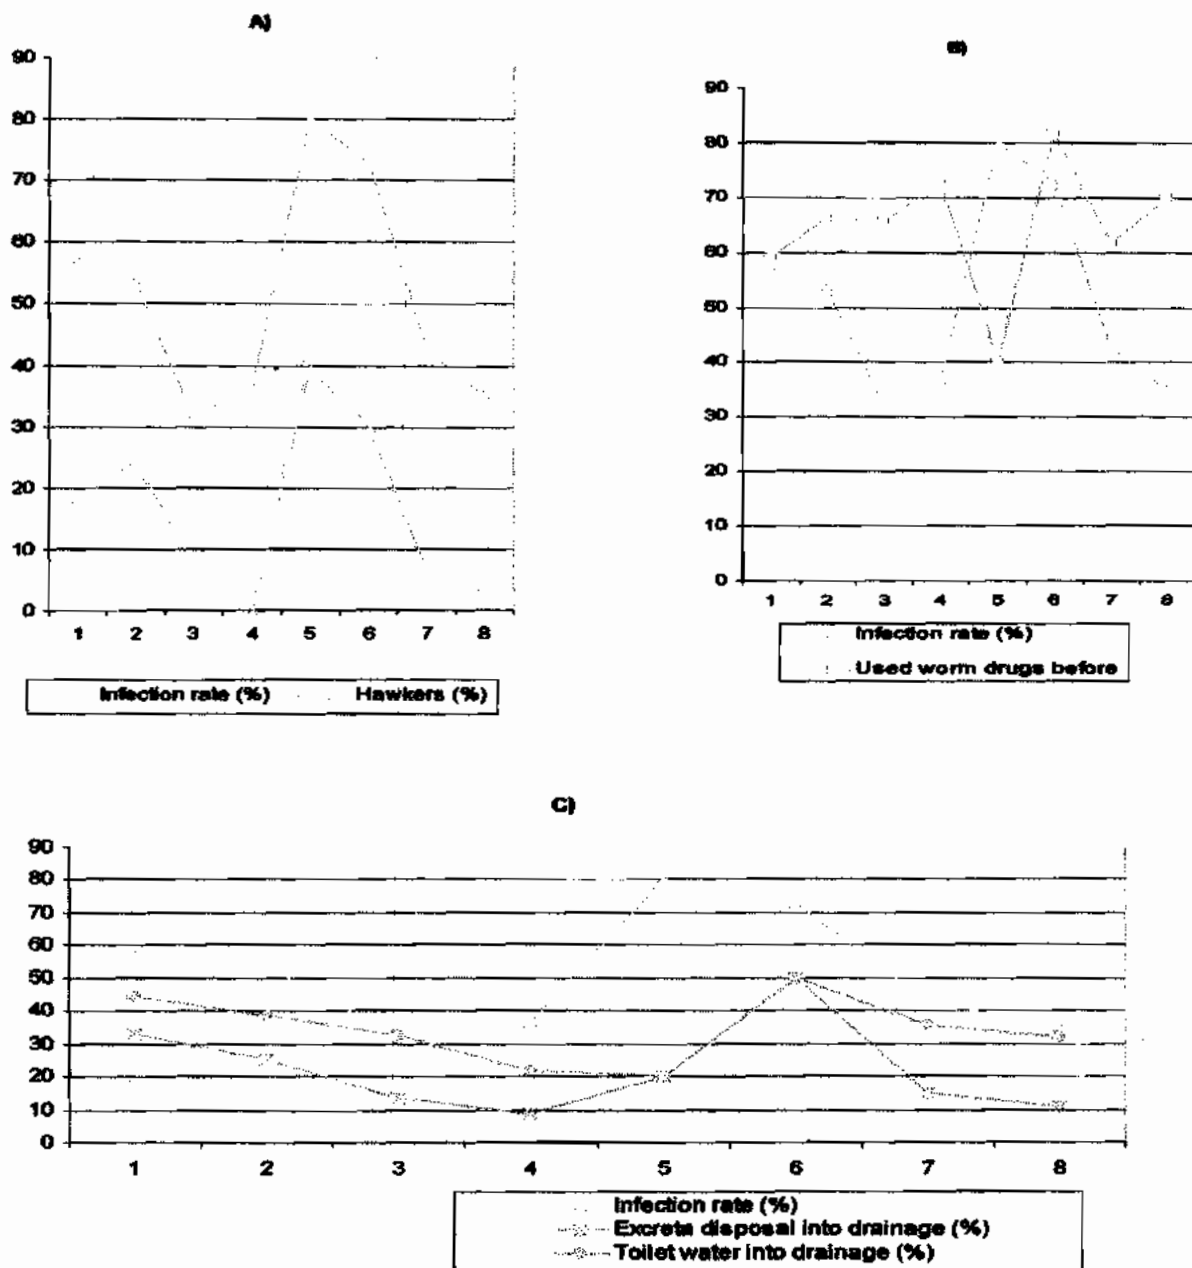 A)
90
80
70
60
50
40
30
20
10
0
1 2 3 4 5 6 7 8
Infection rate (%) Hawkers (%)
B)
90
80
70
60
50
40
30
20
10
0
1 2 3 4 5 6 7 8
Infection rate (%)
Used worm drugs before
C)
90
80
70
60
50
40
30
20
10
0
1 2 3 4 5 6 7 8
Infection rate (%)
Excreta disposal into drainage (%)
Toilet water into drainage (%)